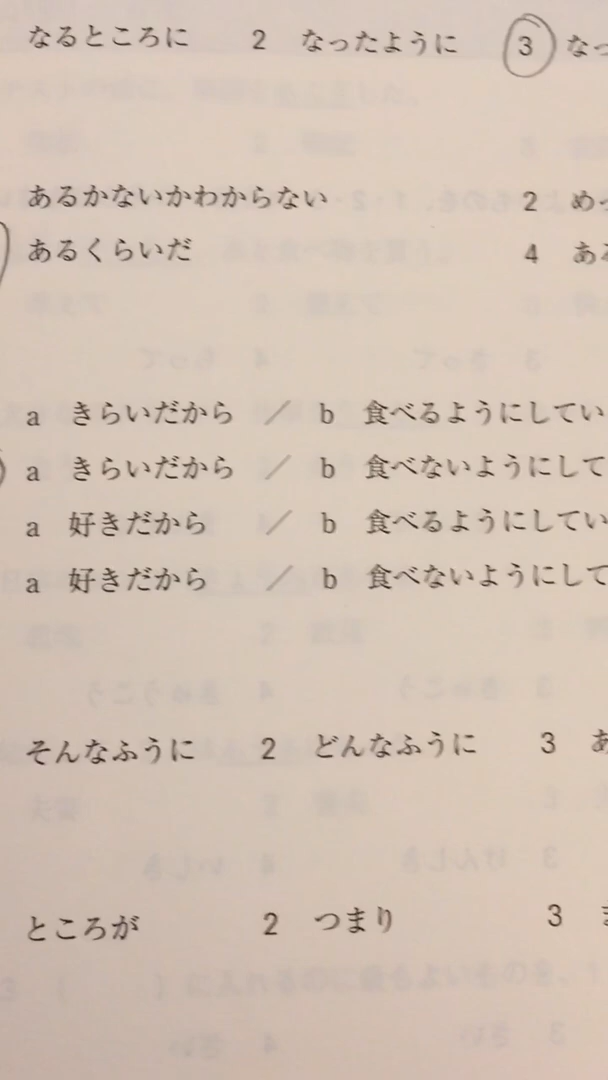 なるところに 2 なったように 3 なっ
あるかないかわからない 2 めっ
あるくらいだ 4 ある
a きらいだから ／ b 食べるようにしてい
a きらいだから ／ b 食べないようにして
a 好きだから ／ b 食べるようにしてい
a 好きだから ／ b 食べないようにして
そんなふうに 2 どんなふうに 3 あ
ところが 2 つまり 3